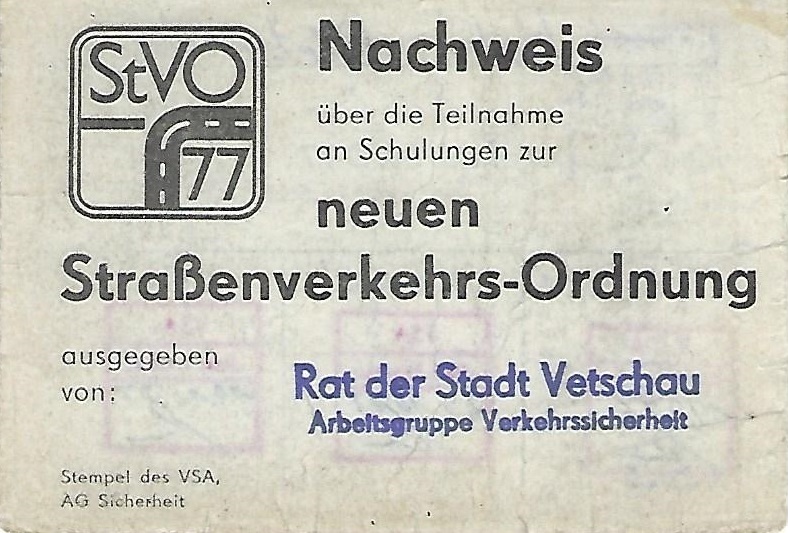 StVO
77
Nachweis
über die Teilnahme
an Schulungen zur
neuen
Straßenverkehrs-Ordnung
ausgegeben
von:
Rat der Stadt Vetschau
Arbeitsgruppe Verkehrssicherheit
Stempel des VSA,
AG Sicherheit